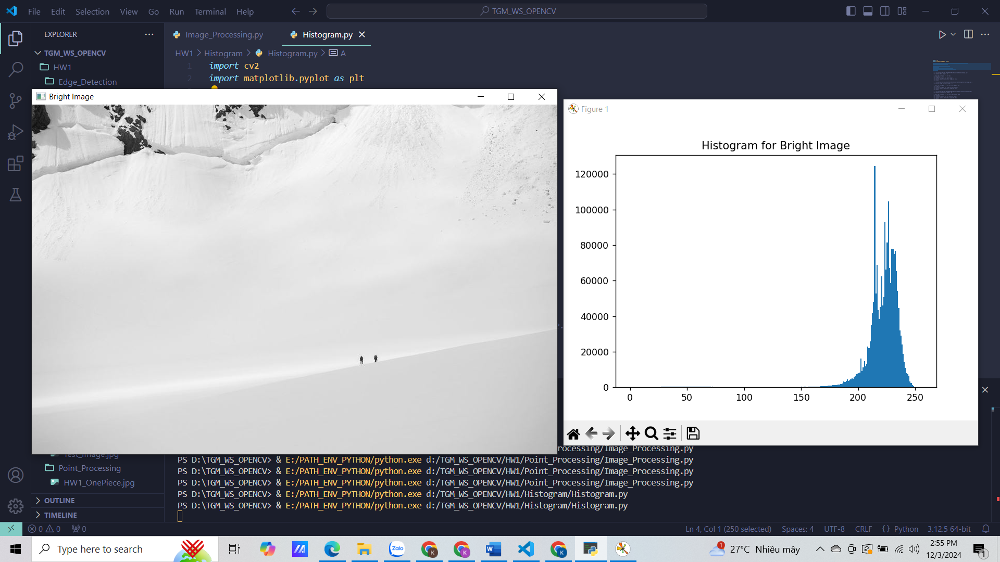 File Edit Selection View Go Run Terminal Help
TGM_WS_OPENCV
EXPLORER
Image_Processing.py
Histogram.py
TGM_WS_OPENCV
HW1 > Histogram > Histogram.py > A
HW1
1 import cv2
Edge_Detection
2 import matplotlib.pyplot as plt
Bright Image
Figure 1
Histogram for Bright Image
120000
100000
80000
60000
40000
20000
0
0 50 100 150 200 250
Test_Image.jpg
Point_Processing
HW1_OnePiece.jpg
OUTLINE
TIMELINE
rocessing/Image_Processing.py
PS D:\TGM_WS_OPENCV> & E:/PATH_ENV_PYTHON/python.exe d:/TGM_WS_OPENCV/HW1/Point_Processing/Image_Processing.py
PS D:\TGM_WS_OPENCV> & E:/PATH_ENV_PYTHON/python.exe d:/TGM_WS_OPENCV/HW1/Point_Processing/Image_Processing.py
PS D:\TGM_WS_OPENCV> & E:/PATH_ENV_PYTHON/python.exe d:/TGM_WS_OPENCV/HW1/Point_Processing/Image_Processing.py
PS D:\TGM_WS_OPENCV> & E:/PATH_ENV_PYTHON/python.exe d:/TGM_WS_OPENCV/HW1/Histogram/Histogram.py
PS D:\TGM_WS_OPENCV> & E:/PATH_ENV_PYTHON/python.exe d:/TGM_WS_OPENCV/HW1/Histogram/Histogram.py
0 0 0
Ln 4, Col 1 (250 selected) Spaces: 4 UTF-8 CRLF {} Python 3.12.5 64-bit
Type here to search
Zalo
K
K
1
27°C Nhiều mây
2:55 PM
12/3/2024
1